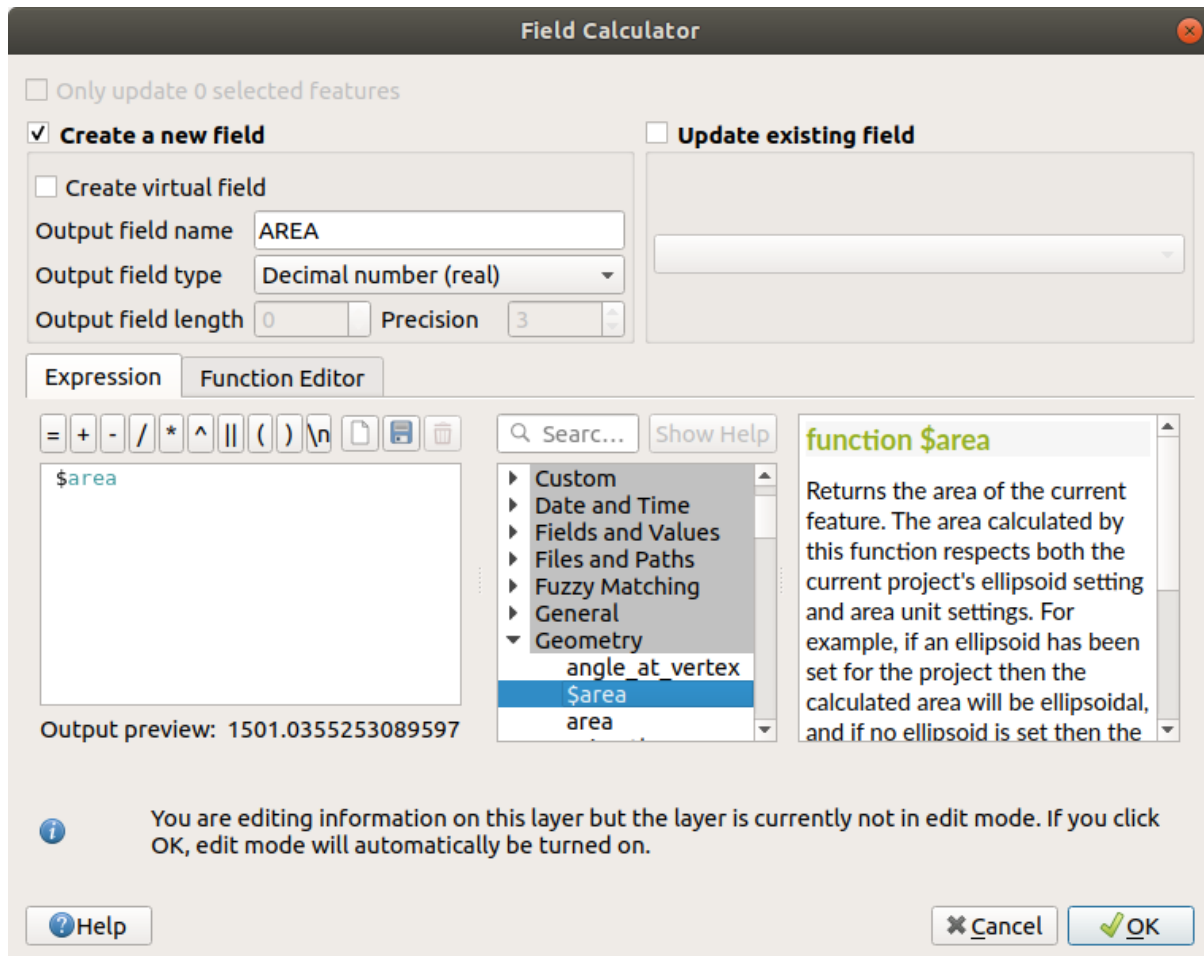 Field Calculator
Only update 0 selected features
Create a new field
Update existing field
Create virtual field
Output field name AREA
Output field type Decimal number (real)
Output field length 0 Precision 3
Expression Function Editor
= + - / * ^ || ( ) \n
Searc... Show Help
$area
Output preview: 1501.0355253089597
Custom
Date and Time
Fields and Values
Files and Paths
Fuzzy Matching
General
Geometry
angle_at_vertex
$area
area
function $area
Returns the area of the current
feature. The area calculated by
this function respects both the
current project's ellipsoid setting
and area unit settings. For
example, if an ellipsoid has been
set for the project then the
calculated area will be ellipsoidal,
and if no ellipsoid is set then the
You are editing information on this layer but the layer is currently not in edit mode. If you click
OK, edit mode will automatically be turned on.
Help
Cancel
OK